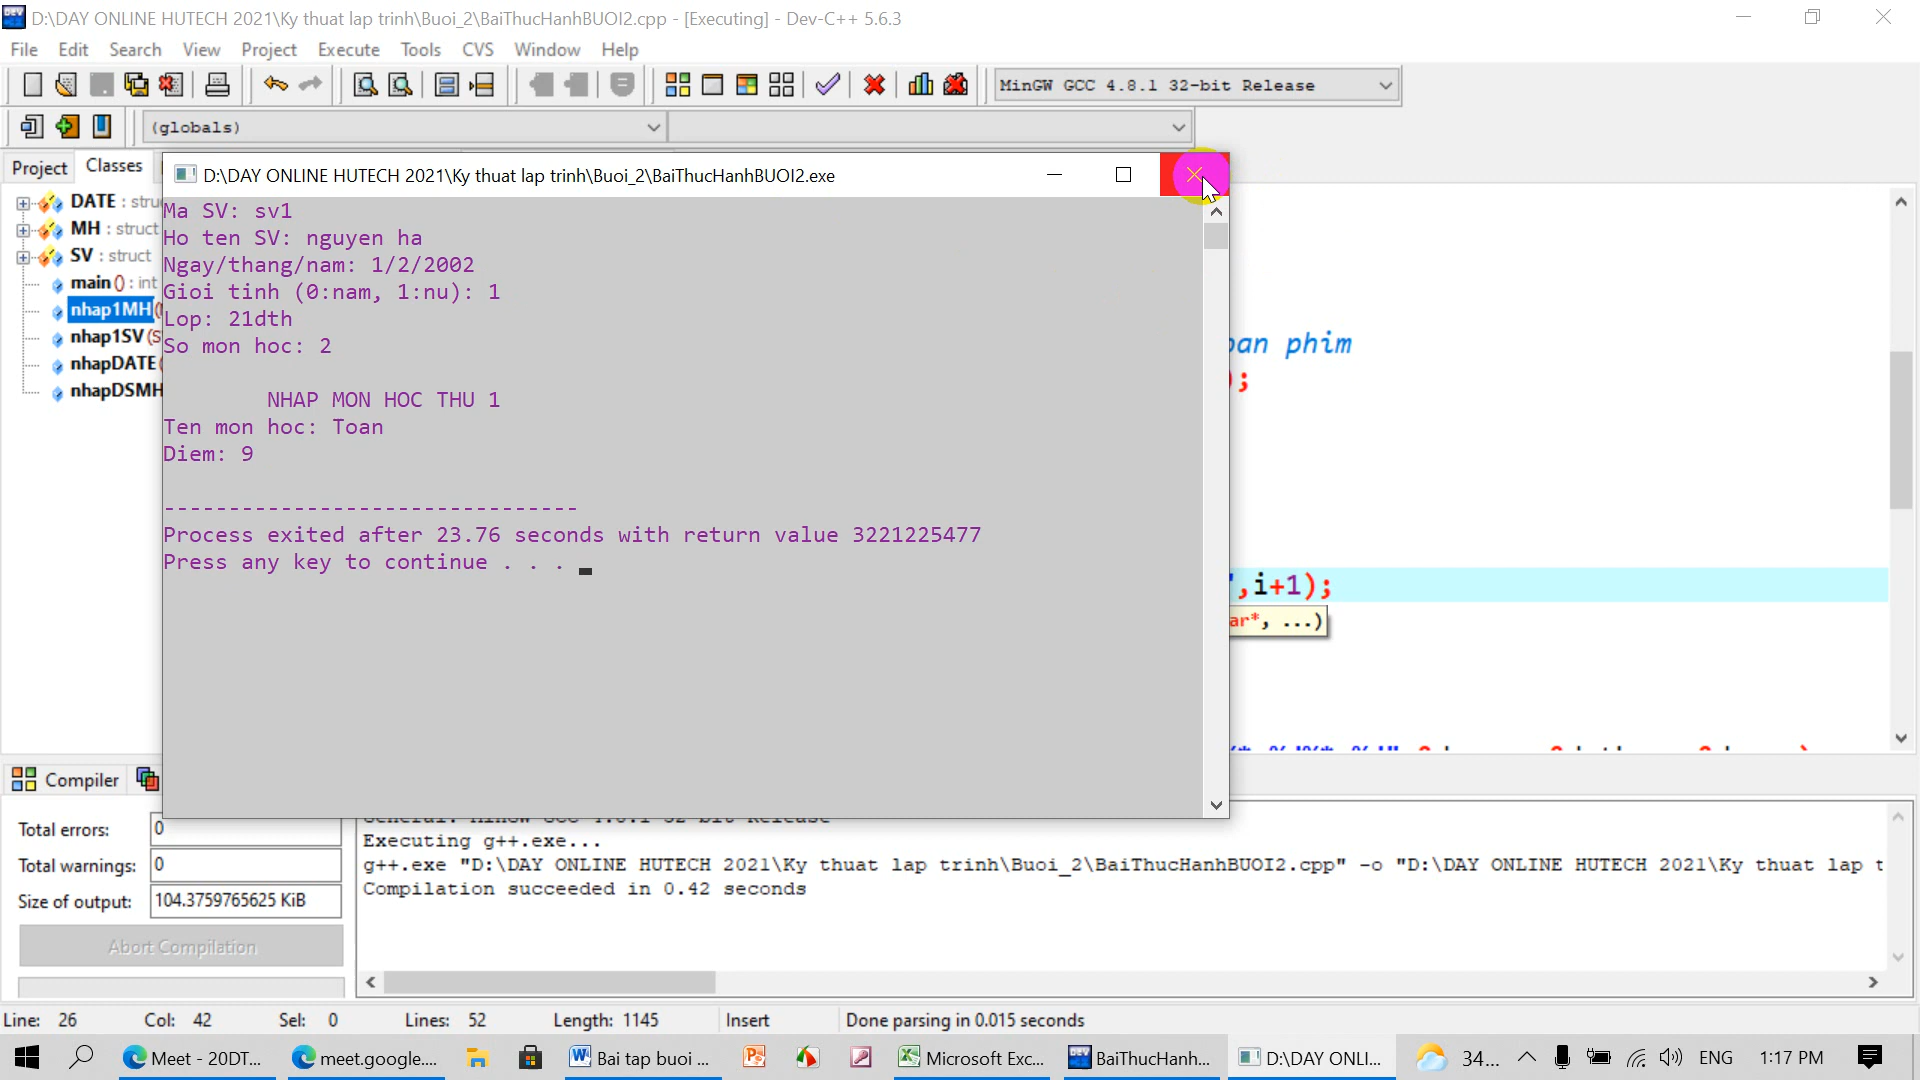 D:\DAY ONLINE HUTECH 2021\Ky thuat lap trinh\Buoi_2\BaiThucHanhBUOI2.cpp - [Executing] - Dev-C++ 5.6.3
File Edit Search View Project Execute Tools CVS Window Help
MinGW GCC 4.8.1 32-bit Release
(globals)
Project Classes
D:\DAY ONLINE HUTECH 2021\Ky thuat lap trinh\Buoi_2\BaiThucHanhBUOI2.exe
DATE : stru
MH : struct
SV : struct
main () : int
nhap1MH (
nhap1SV (S
nhapDATE
nhapDSMH
Ma SV: sv1
Ho ten SV: nguyen ha
Ngay/thang/nam: 1/2/2002
Gioi tinh (0:nam, 1:nu): 1
Lop: 21dth
So mon hoc: 2
NHAP MON HOC THU 1
Ten mon hoc: Toan
Diem: 9
--------------------------------
Process exited after 23.76 seconds with return value 3221225477
Press any key to continue . . .
ban phim
);
",i+1);
ar*, ...)
Compiler
Total errors: 0
Total warnings: 0
Size of output: 104.3759765625 KiB
Abort Compilation
Executing g++.exe...
g++.exe "D:\DAY ONLINE HUTECH 2021\Ky thuat lap trinh\Buoi_2\BaiThucHanhBUOI2.cpp" -o "D:\DAY ONLINE HUTECH 2021\Ky thuat lap t
Compilation succeeded in 0.42 seconds
Line: 26 Col: 42 Sel: 0 Lines: 52 Length: 1145 Insert Done parsing in 0.015 seconds
Meet - 20DT... meet.google.... Bai tap buoi ... Microsoft Exc... BaiThucHanh... D:\DAY ONLI... 34... ENG 1:17 PM